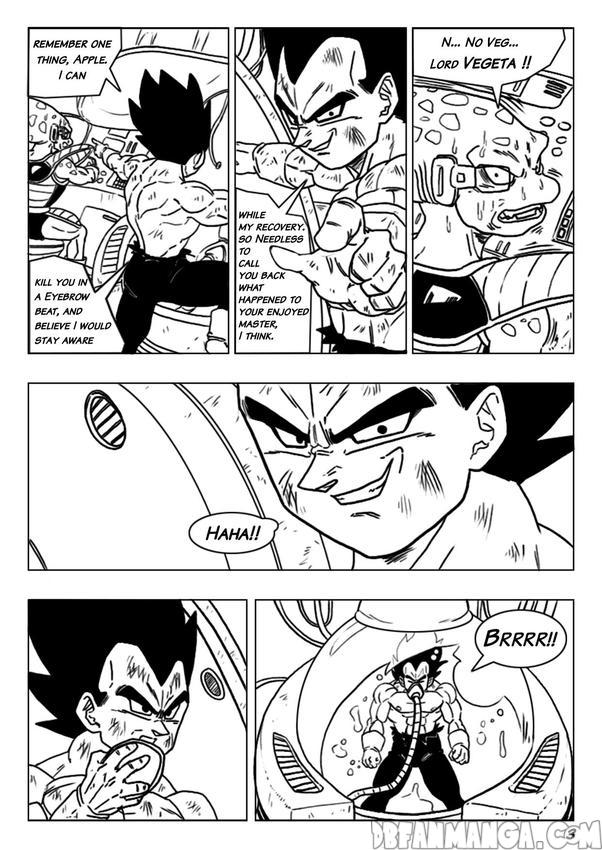 Remember one
thing, Apple.
I can
kill you in
a Eyebrow
beat, and
believe I would
stay aware
while
my recovery.
so Needless
to
call
you back
what
happened to
your enjoyed
master,
I think.
N... No Veg...
Lord Vegeta !!
Haha!!
Brrrr!!
3
DBFANMANGA.COM